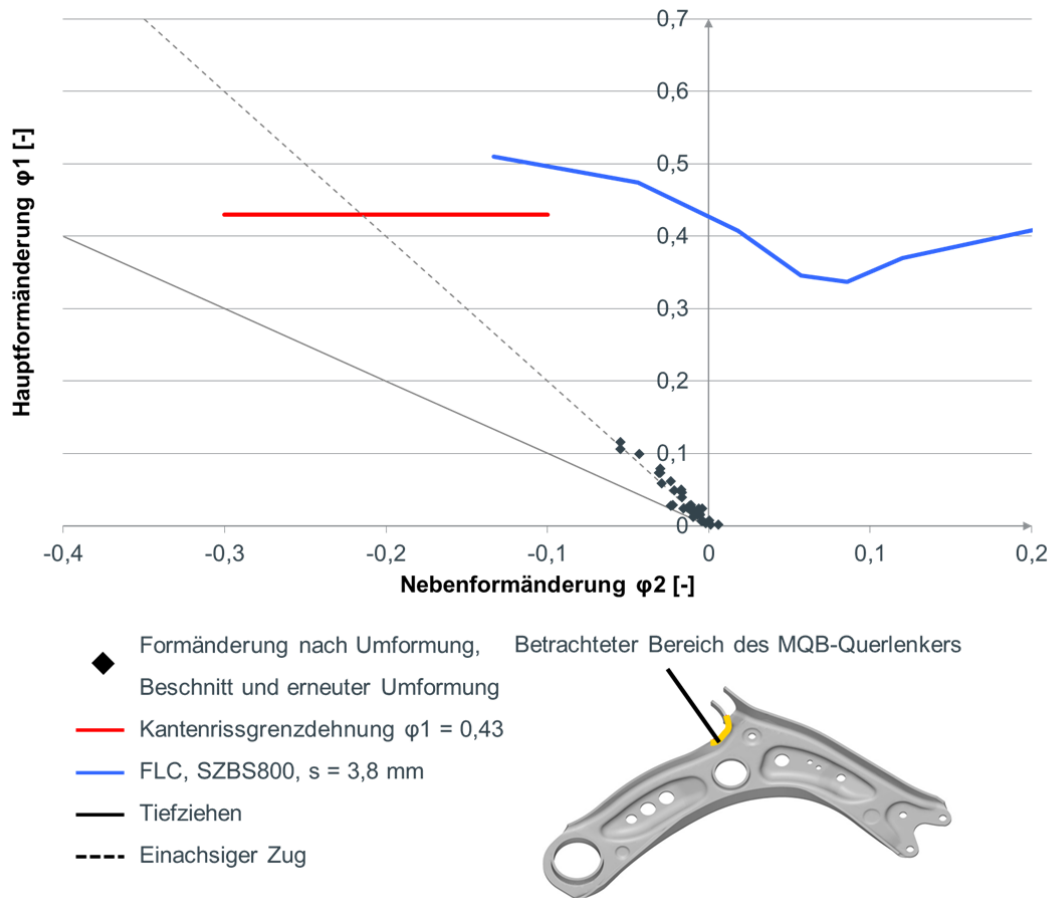 0,7
0,6
0,5
0,4
0,3
0,2
0,1
0
Hauptformänderung φ1 [-]
-0,4 -0,3 -0,2 -0,1 0 0,1 0,2
Nebenformänderung φ2 [-]
Formänderung nach Umformung,
Beschnitt und erneuter Umformung
Kantenrissgrenzdehnung φ1 = 0,43
FLC, SZBS800, s = 3,8 mm
Tiefziehen
Einachsiger Zug
Betrachteter Bereich des MQB-Querlenkers